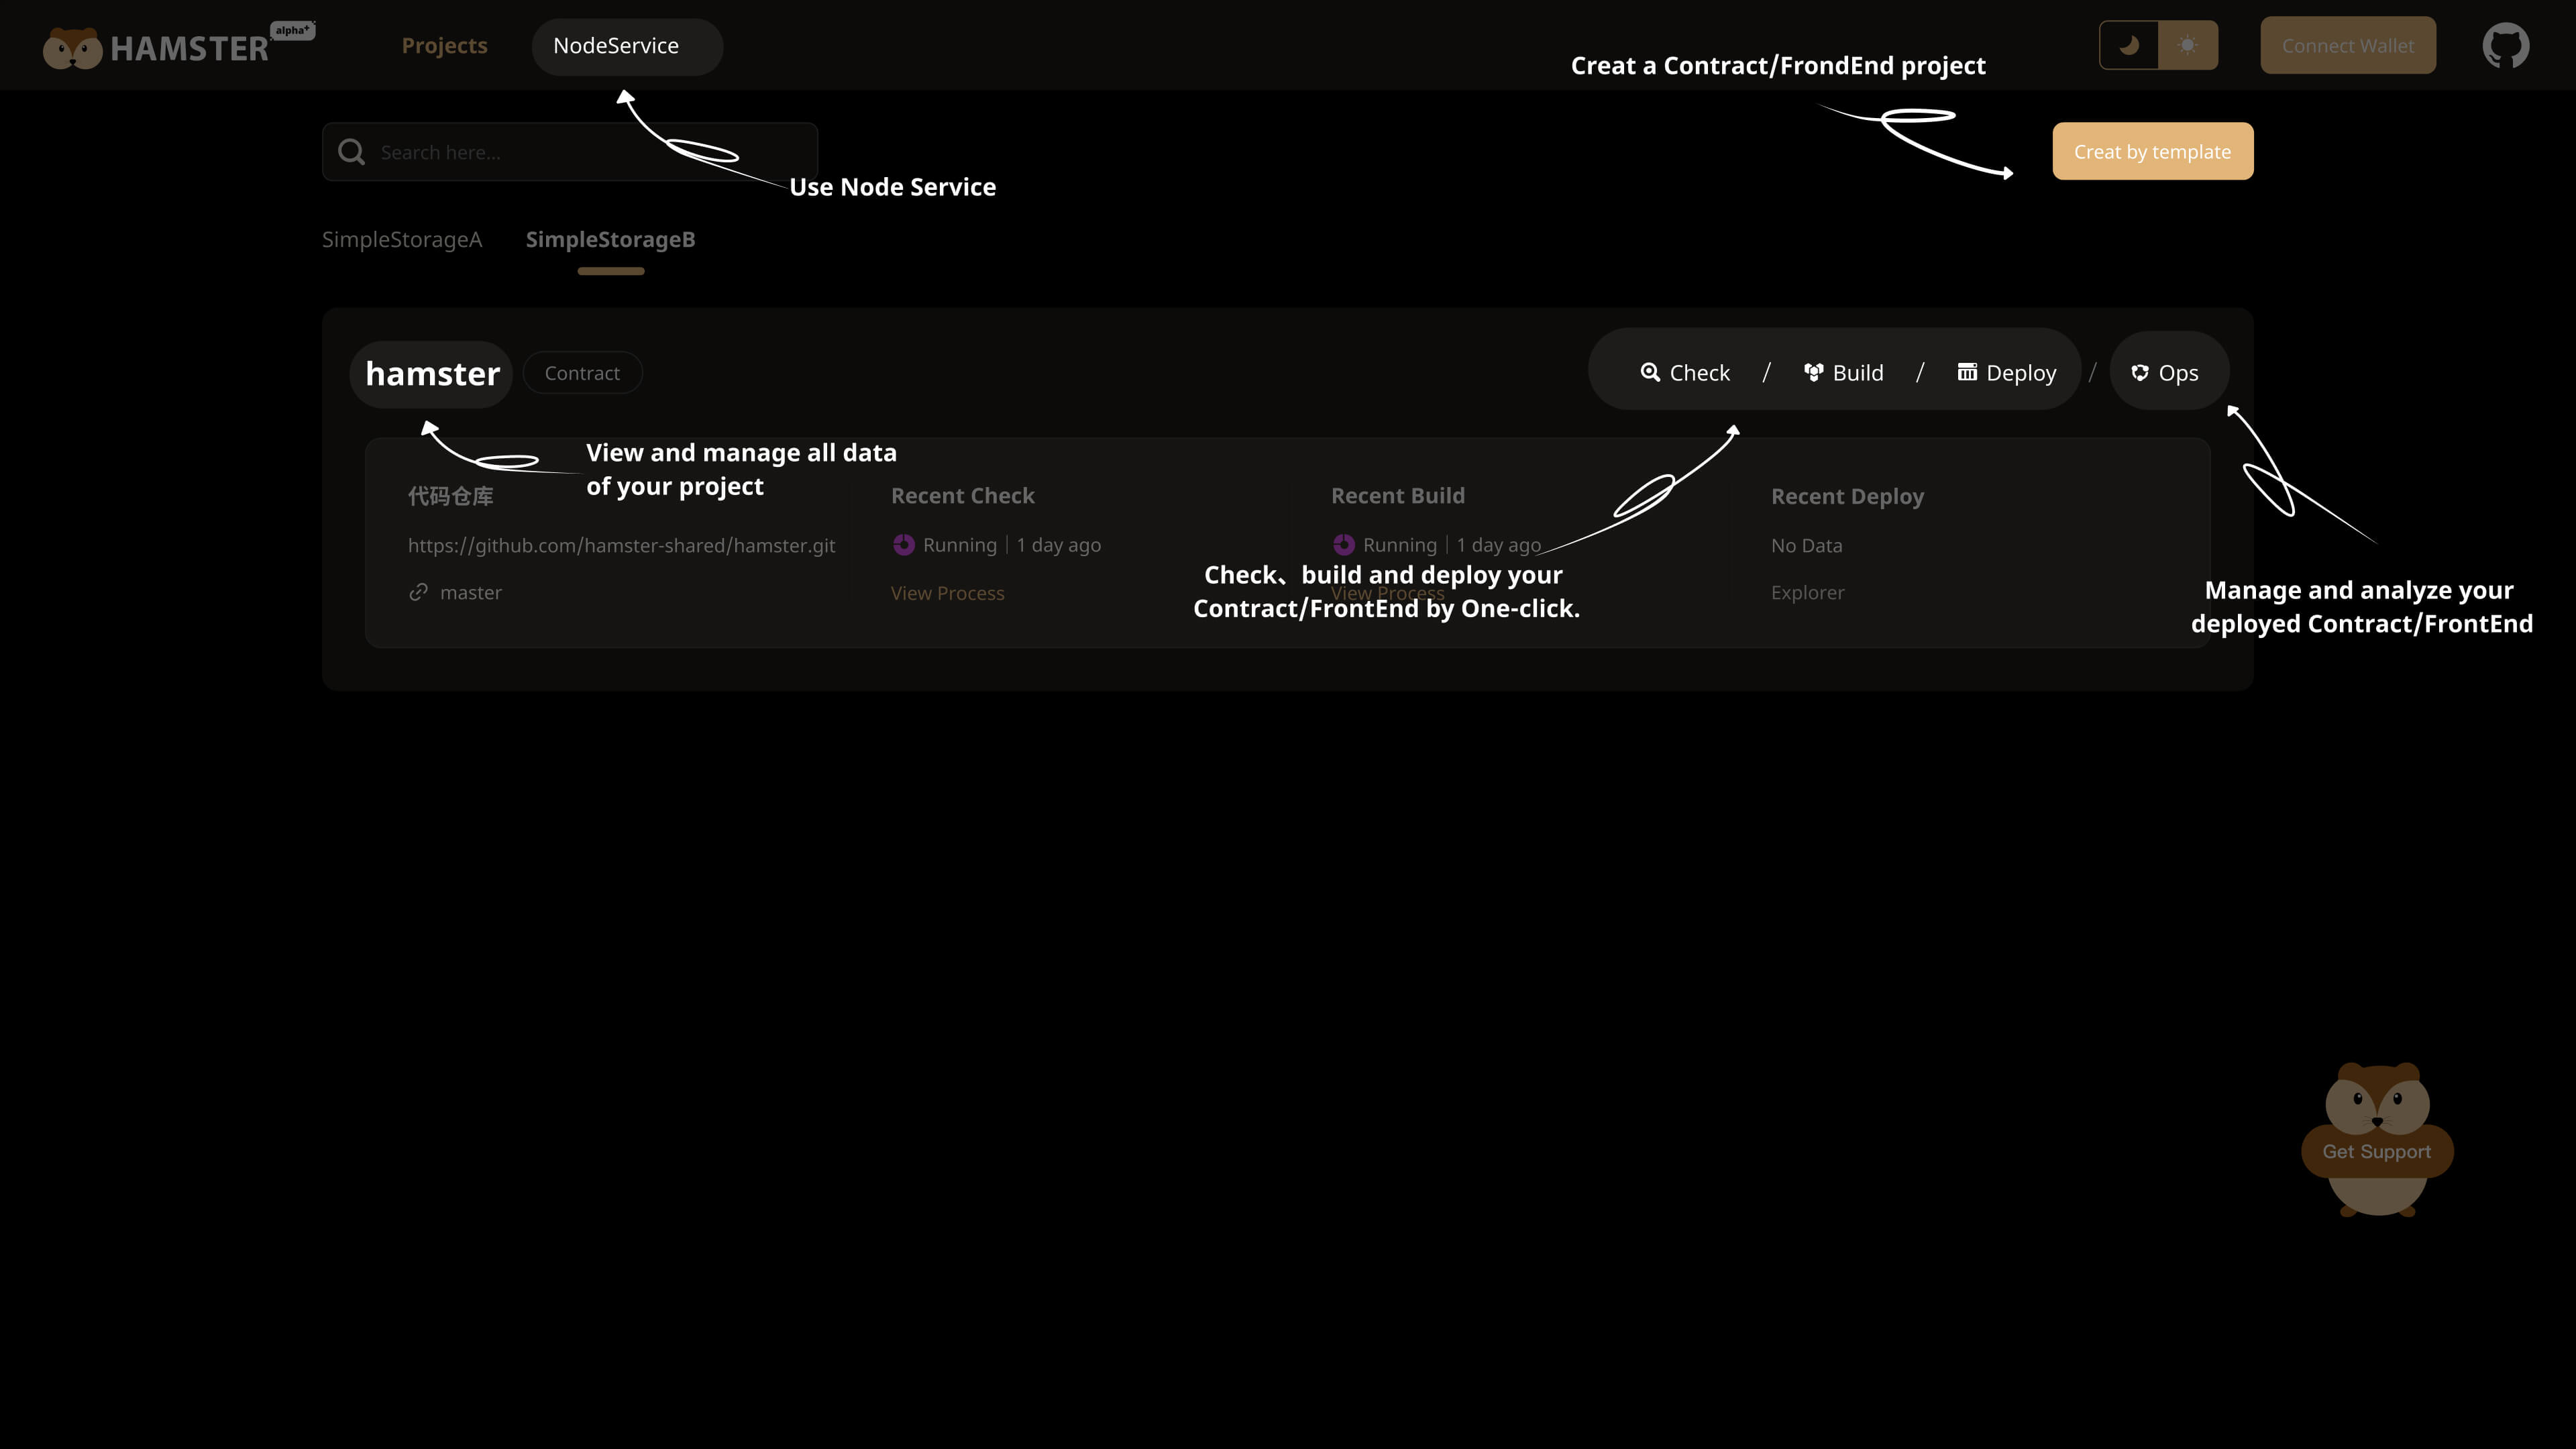 HAMSTER alpha+
Projects
NodeService
Connect Wallet
Creat a Contract/FrondEnd project
Search here...
Creat by template
Use Node Service
SimpleStorageA
SimpleStorageB
hamster
Contract
Check / Build / Deploy / Ops
View and manage all data
of your project
代码仓库
https://github.com/hamster-shared/hamster.git
master
Recent Check
Running | 1 day ago
View Process
Recent Build
Running | 1 day ago
View Process
Check、build and deploy your
Contract/FrontEnd by One-click.
Recent Deploy
No Data
Explorer
Manage and analyze your
deployed Contract/FrontEnd
Get Support